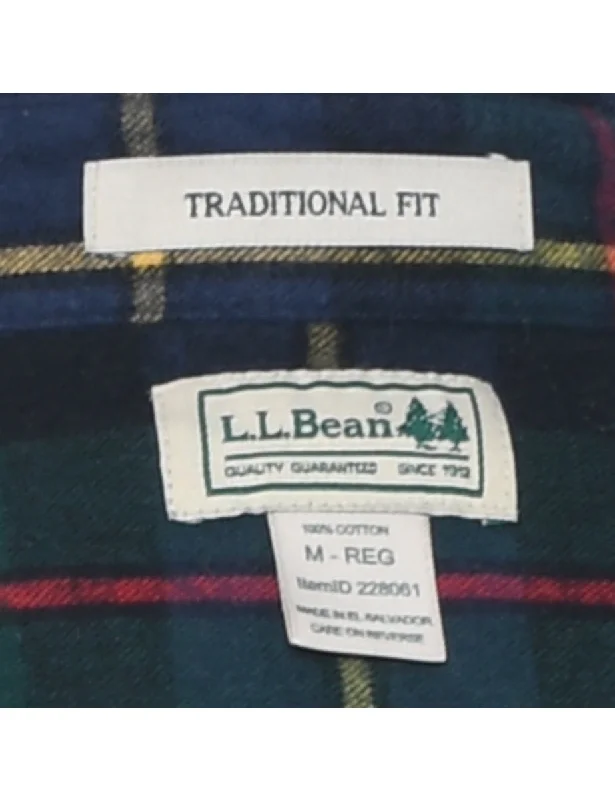 TRADITIONAL FIT
L.L.Bean®
QUALITY GUARANTEED SINCE 1912
100% COTTON
M - REG
ItemID 228061
MADE IN EL SALVADOR
CARE ON REVERSE